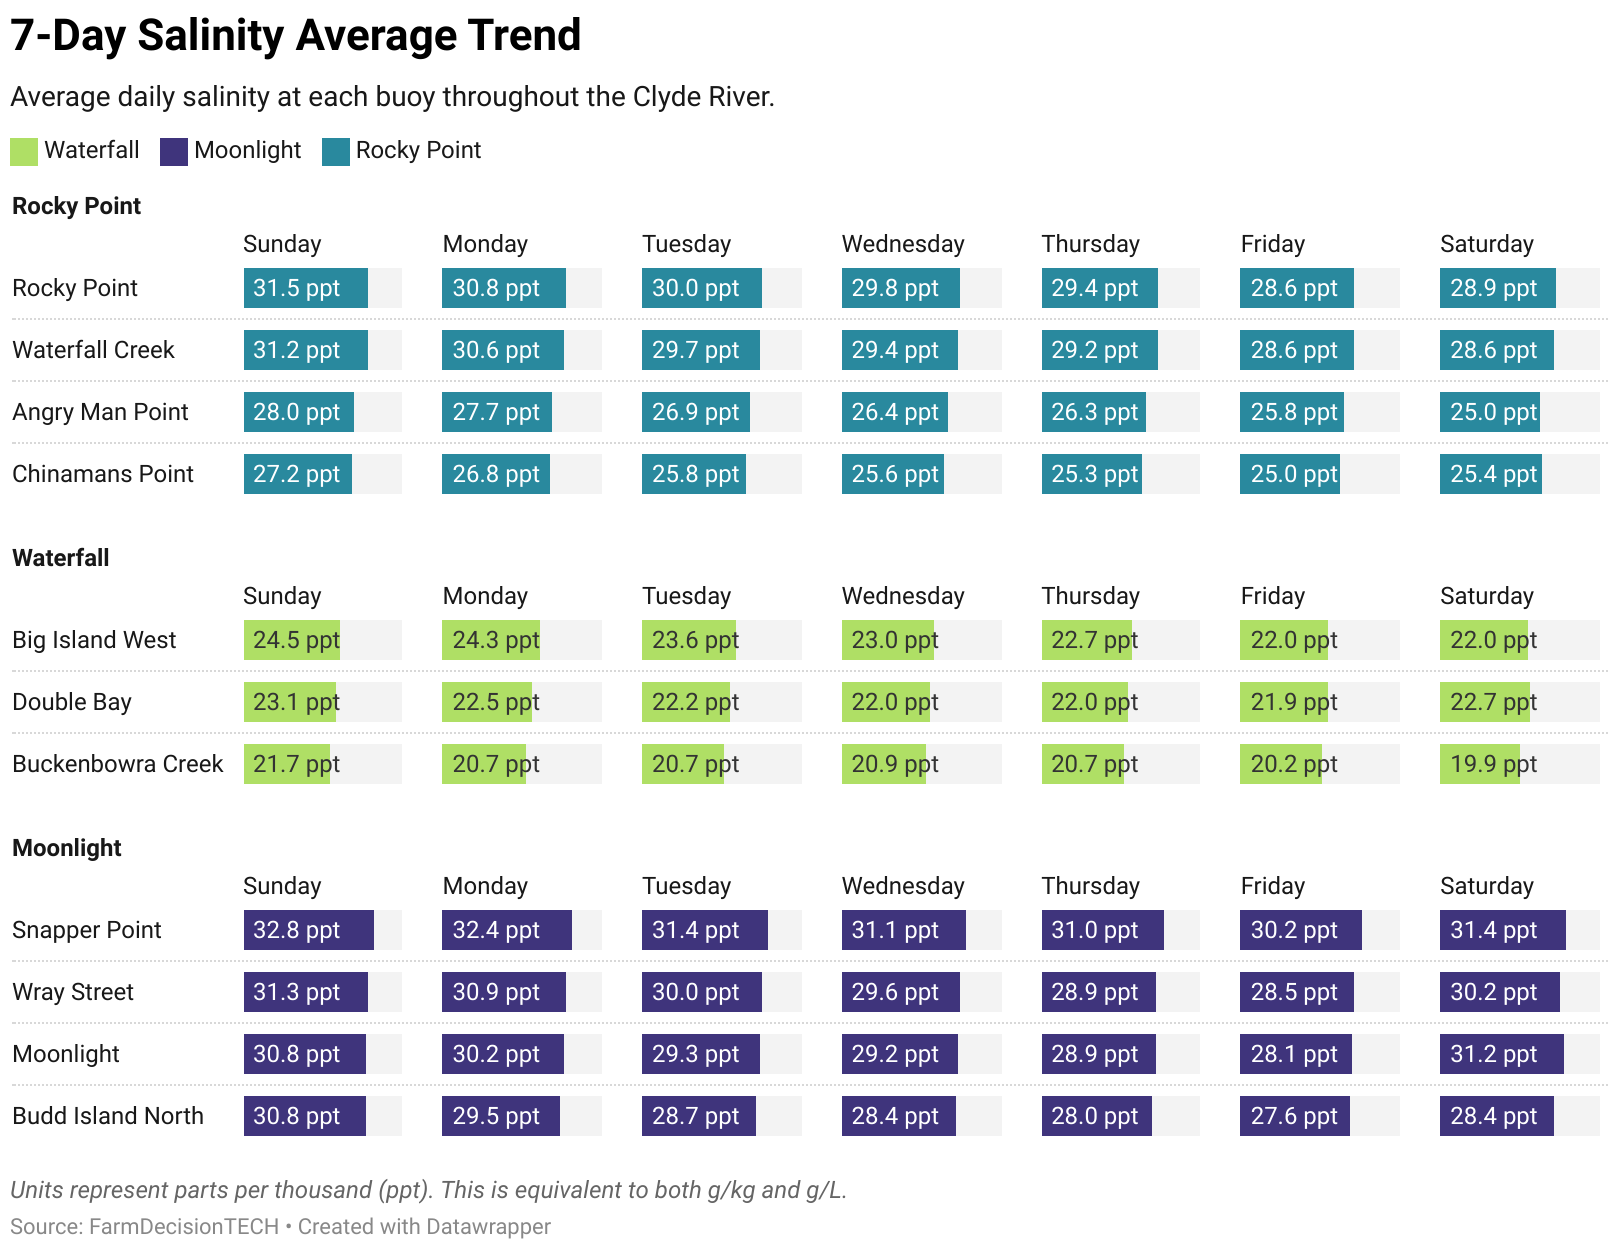 7-Day Salinity Average Trend
Average daily salinity at each buoy throughout the Clyde River.
Waterfall Moonlight Rocky Point
Rocky Point
Sunday Monday Tuesday Wednesday Thursday Friday Saturday
Rocky Point 31.5 ppt 30.8 ppt 30.0 ppt 29.8 ppt 29.4 ppt 28.6 ppt 28.9 ppt
Waterfall Creek 31.2 ppt 30.6 ppt 29.7 ppt 29.4 ppt 29.2 ppt 28.6 ppt 28.6 ppt
Angry Man Point 28.0 ppt 27.7 ppt 26.9 ppt 26.4 ppt 26.3 ppt 25.8 ppt 25.0 ppt
Chinamans Point 27.2 ppt 26.8 ppt 25.8 ppt 25.6 ppt 25.3 ppt 25.0 ppt 25.4 ppt
Waterfall
Sunday Monday Tuesday Wednesday Thursday Friday Saturday
Big Island West 24.5 ppt 24.3 ppt 23.6 ppt 23.0 ppt 22.7 ppt 22.0 ppt 22.0 ppt
Double Bay 23.1 ppt 22.5 ppt 22.2 ppt 22.0 ppt 22.0 ppt 21.9 ppt 22.7 ppt
Buckenbowra Creek 21.7 ppt 20.7 ppt 20.7 ppt 20.9 ppt 20.7 ppt 20.2 ppt 19.9 ppt
Moonlight
Sunday Monday Tuesday Wednesday Thursday Friday Saturday
Snapper Point 32.8 ppt 32.4 ppt 31.4 ppt 31.1 ppt 31.0 ppt 30.2 ppt 31.4 ppt
Wray Street 31.3 ppt 30.9 ppt 30.0 ppt 29.6 ppt 28.9 ppt 28.5 ppt 30.2 ppt
Moonlight 30.8 ppt 30.2 ppt 29.3 ppt 29.2 ppt 28.9 ppt 28.1 ppt 31.2 ppt
Budd Island North 30.8 ppt 29.5 ppt 28.7 ppt 28.4 ppt 28.0 ppt 27.6 ppt 28.4 ppt
Units represent parts per thousand (ppt). This is equivalent to both g/kg and g/L.
Source: FarmDecisionTECH • Created with Datawrapper